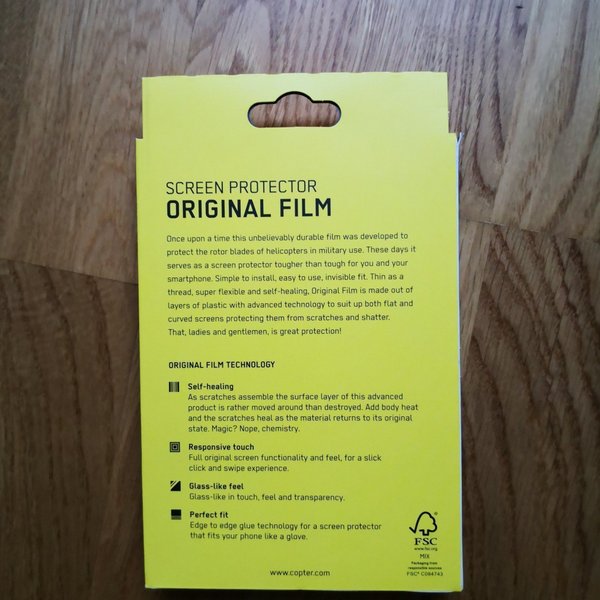 SCREEN PROTECTOR
ORIGINAL FILM
Once upon a time this unbelievably durable film was developed to
protect the rotor blades of helicopters in military use. These days it
serves as a screen protector tougher than tough for you and your
smartphone. Simple to install, easy to use, invisible fit. Thin as a
thread, super flexible and self-healing, Original Film is made out of
layers of plastic with advanced technology to suit up both flat and
curved screens protecting them from scratches and shatter.
That, ladies and gentlemen, is great protection!
ORIGINAL FILM TECHNOLOGY
Self-healing
As scratches assemble the surface layer of this advanced
product is rather moved around than destroyed. Add body heat
and the scratches heal as the material returns to its original
state. Magic? Nope, chemistry.
Responsive touch
Full original screen functionality and feel, for a slick
click and swipe experience.
Glass-like feel
Glass-like in touch, feel and transparency.
Perfect fit
Edge to edge glue technology for a screen protector
that fits your phone like a glove.
FSC
www.fsc.org
MIX
Packaging from
responsible sources
FSC® C084743
www.copter.com